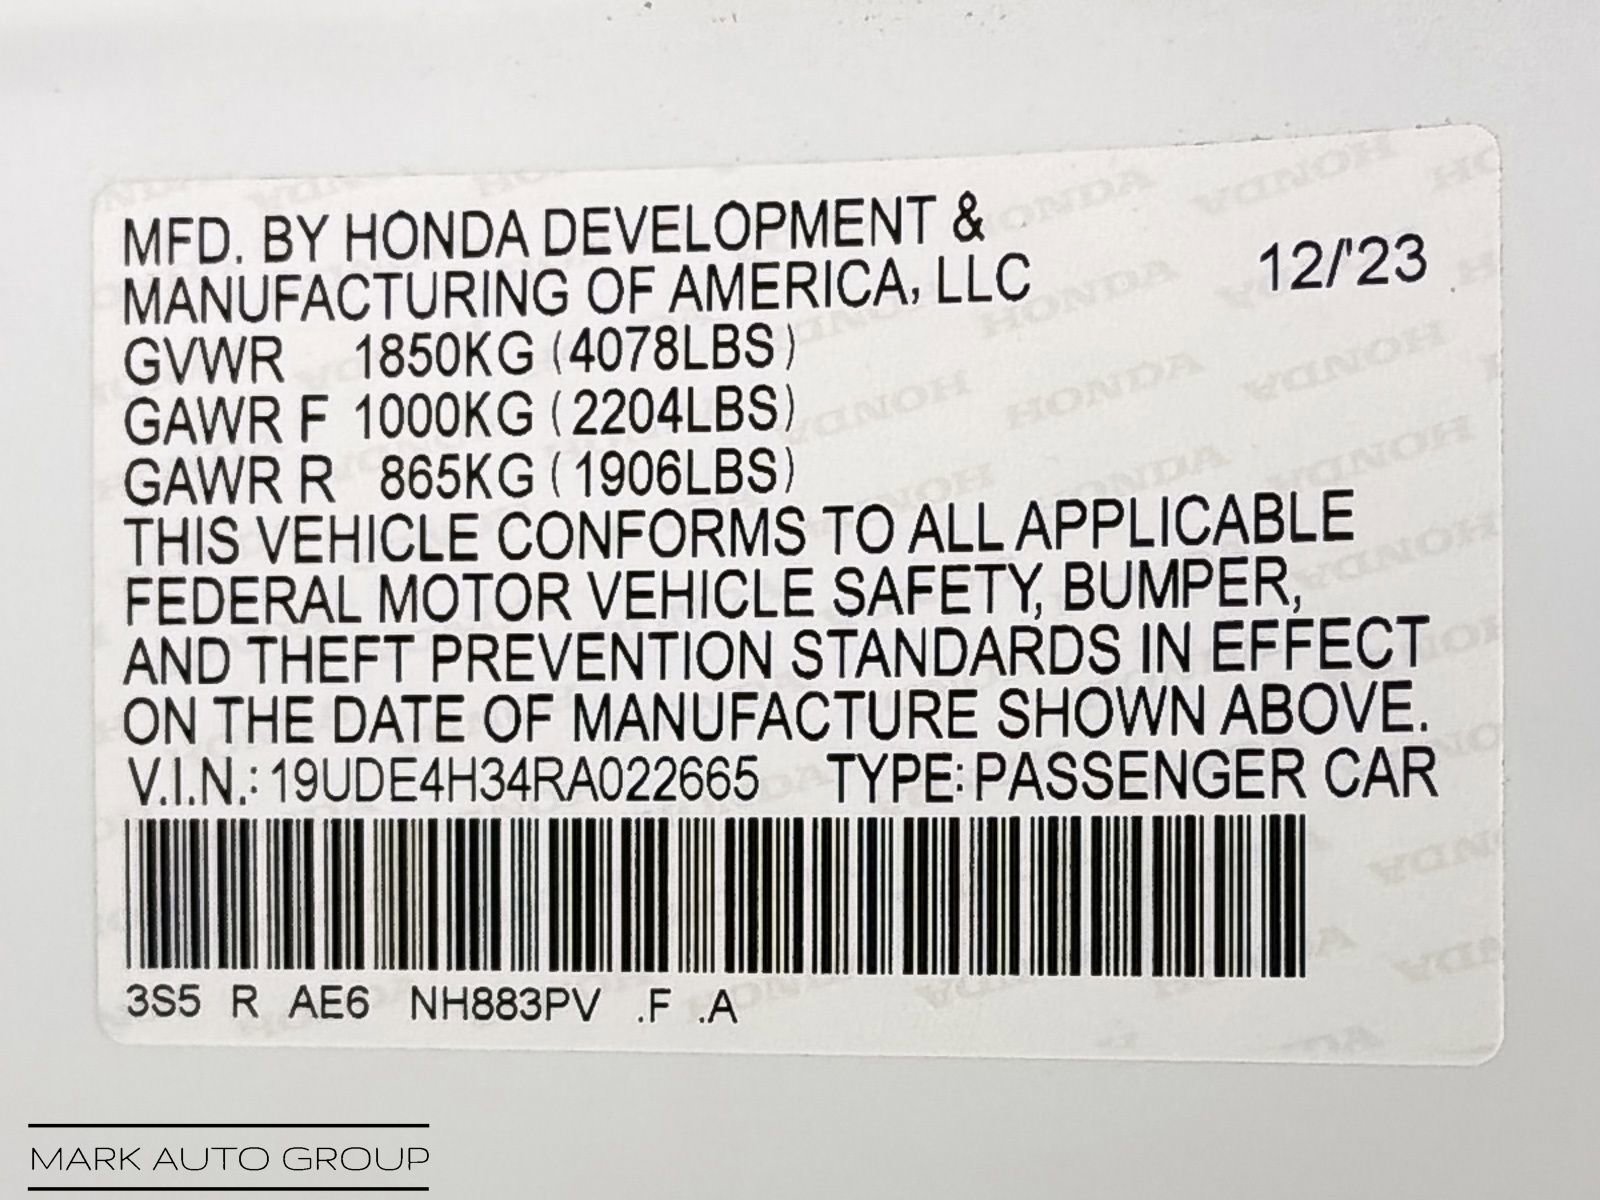 MFD. BY HONDA DEVELOPMENT &
MANUFACTURING OF AMERICA, LLC 12/'23
GVWR 1850KG (4078LBS)
GAWR F 1000KG (2204LBS)
GAWR R 865KG (1906LBS)
THIS VEHICLE CONFORMS TO ALL APPLICABLE
FEDERAL MOTOR VEHICLE SAFETY, BUMPER,
AND THEFT PREVENTION STANDARDS IN EFFECT
ON THE DATE OF MANUFACTURE SHOWN ABOVE.
V.I.N.: 19UDE4H34RA022665 TYPE: PASSENGER CAR
3S5 R AE6 NH883PV .F .A
MARK AUTO GROUP